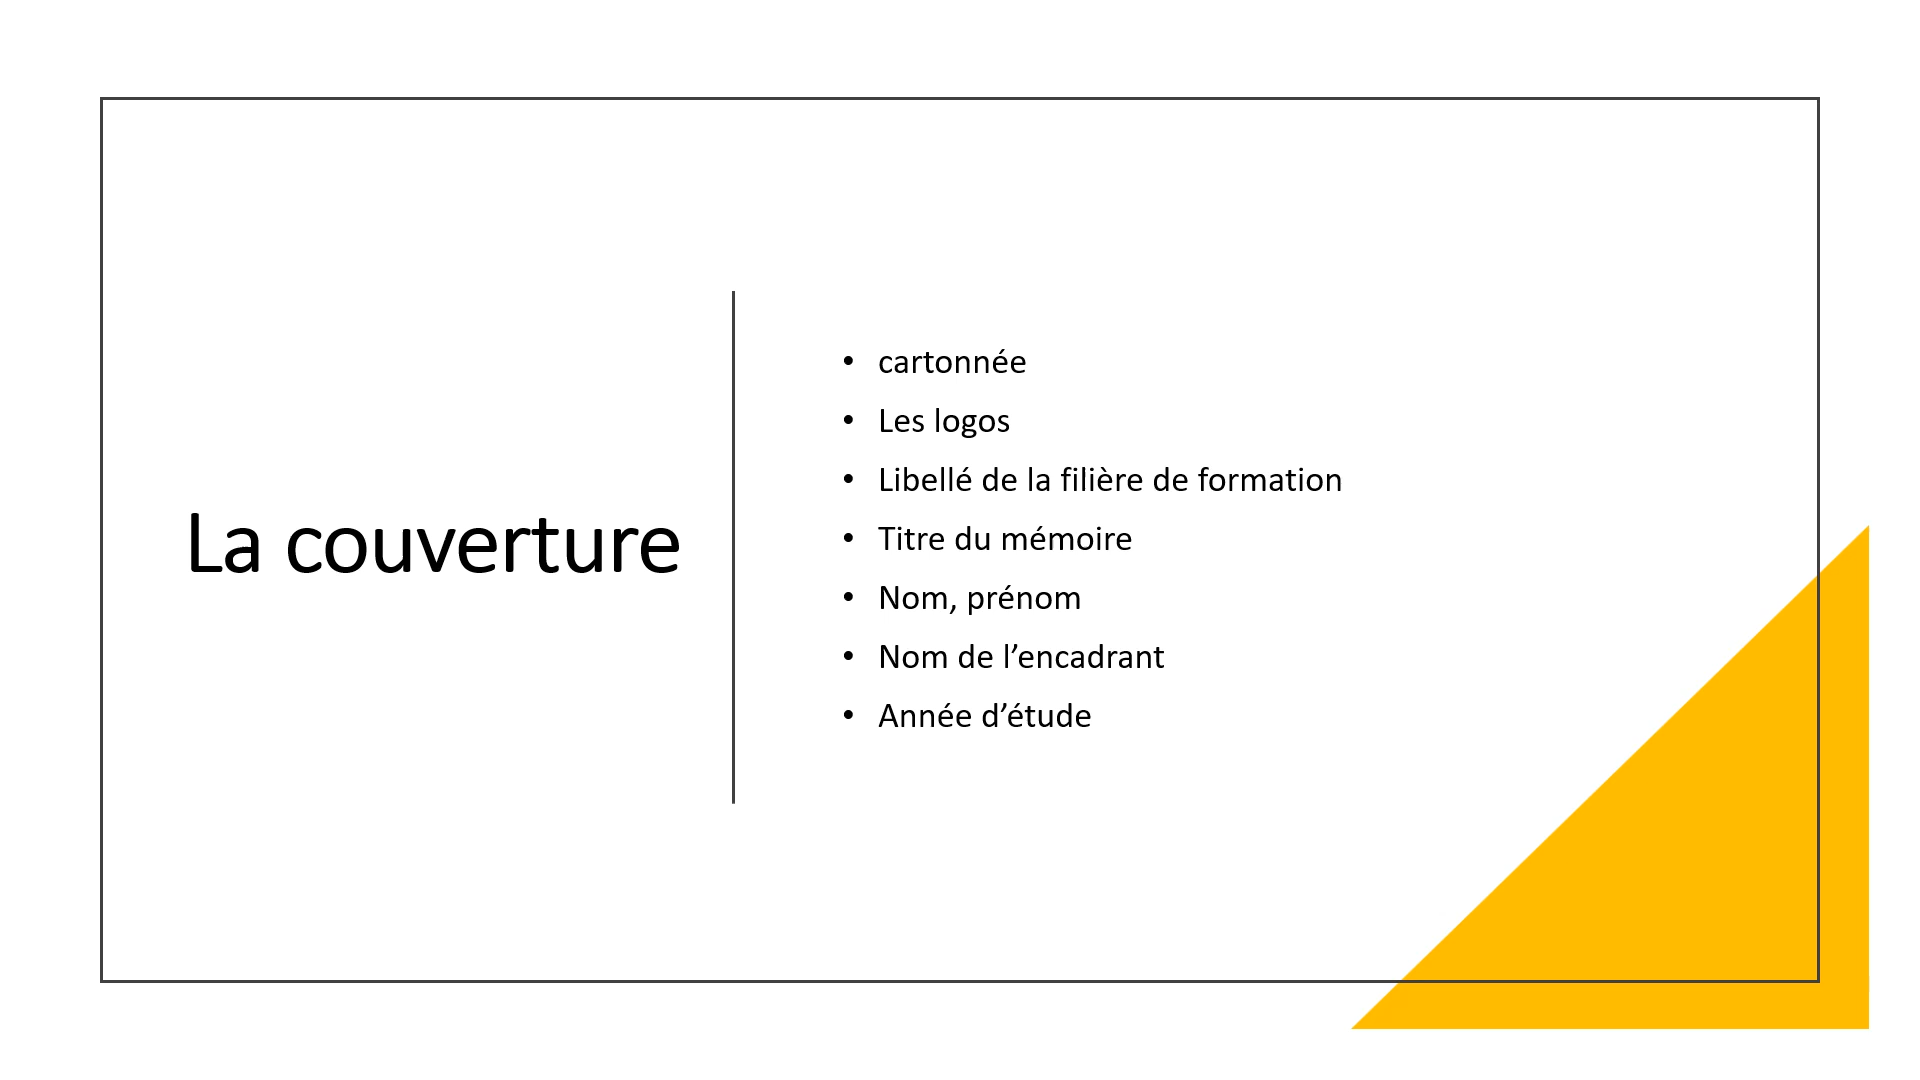 La couverture
• cartonnée
• Les logos
• Libellé de la filière de formation
• Titre du mémoire
• Nom, prénom
• Nom de l’encadrant
• Année d’étude